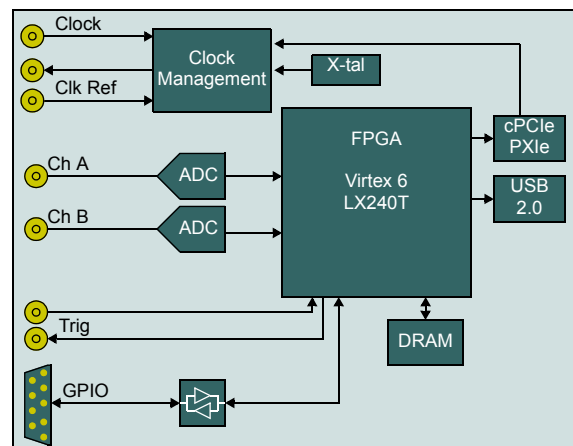 Clock
Clock
Management
X-tal
Clk Ref
cPCIe
PXIe
FPGA
Virtex 6
LX240T
USB
2.0
Ch A
ADC
Ch B
ADC
Trig
DRAM
GPIO